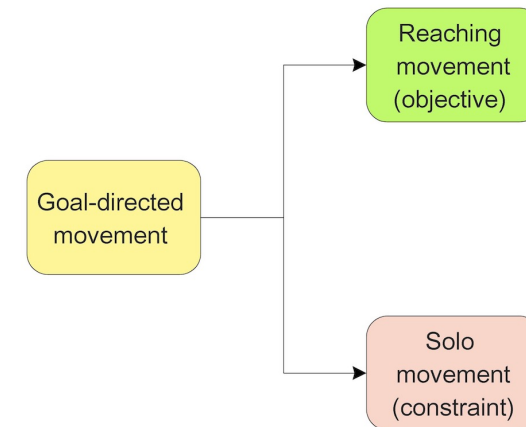 Reaching
movement
(objective)
Goal-directed
movement
Solo
movement
(constraint)